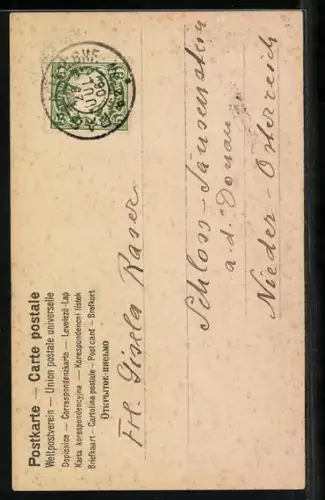 Postkarte — Carte postale
Weltpostverein — Union postale universelle
Dopisnice — Correspondenzkarte — Levelező-Lap
Karta korespondencyjna — Korespondenční lístek
Briefkaart — Cartolina postale — Post card — Brefkort
Открытое письмо
Frl. Gisela Raser
Schloss-Säusenstein
a. d. Donau
Nieder-Österreich